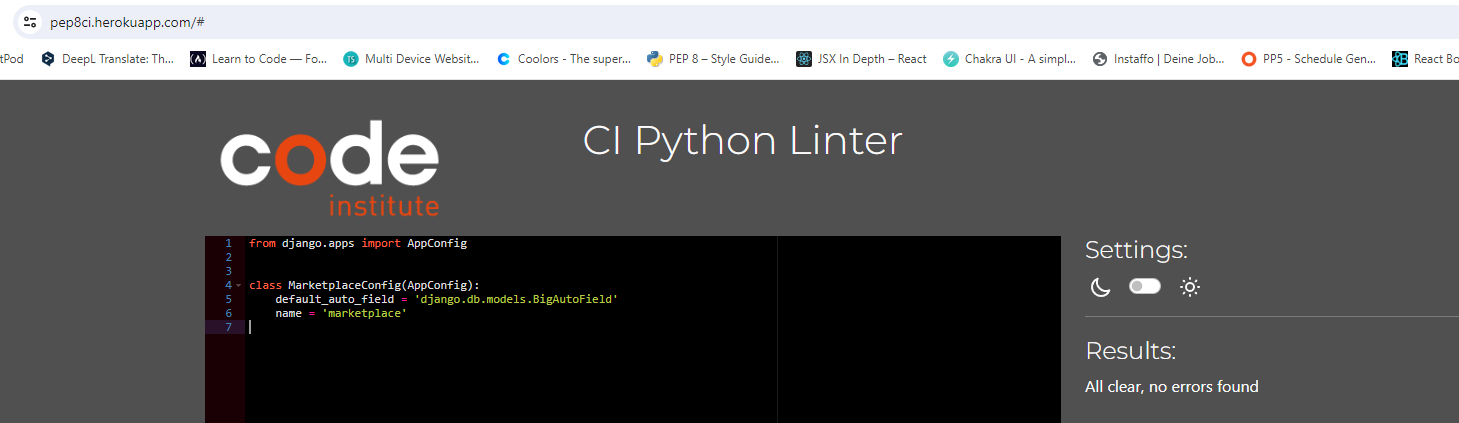 pep8ci.herokuapp.com/#
tPod DeepL Translate: Th... Learn to Code — Fo... TS Multi Device Websit... Coolors - The super... PEP 8 – Style Guide... JSX In Depth – React Chakra UI - A simpl... Instaffo | Deine Job... PP5 - Schedule Gen... React Bo
code
institute
CI Python Linter
1 from django.apps import AppConfig
2
3
4 class MarketplaceConfig(AppConfig):
5 default_auto_field = 'django.db.models.BigAutoField'
6 name = 'marketplace'
7
Settings:
Results:
All clear, no errors found